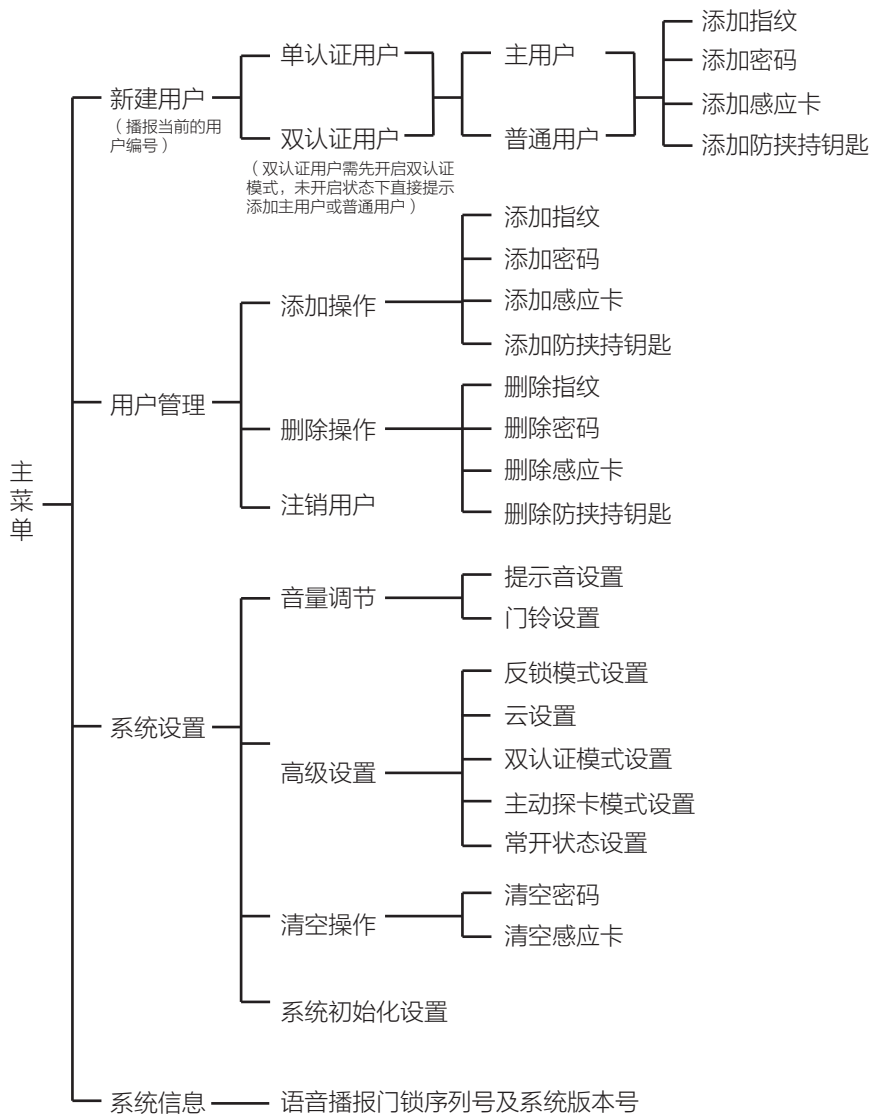 主菜单
新建用户
（播报当前的用
户编号）
单认证用户
双认证用户
（双认证用户需先开启双认证
模式，未开启状态下直接提示
添加主用户或普通用户）
主用户
普通用户
添加指纹
添加密码
添加感应卡
添加防挟持钥匙
用户管理
添加操作
添加指纹
添加密码
添加感应卡
添加防挟持钥匙
删除操作
删除指纹
删除密码
删除感应卡
删除防挟持钥匙
注销用户
系统设置
音量调节
提示音设置
门铃设置
高级设置
反锁模式设置
云设置
双认证模式设置
主动探卡模式设置
常开状态设置
清空操作
清空密码
清空感应卡
系统初始化设置
系统信息
语音播报门锁序列号及系统版本号